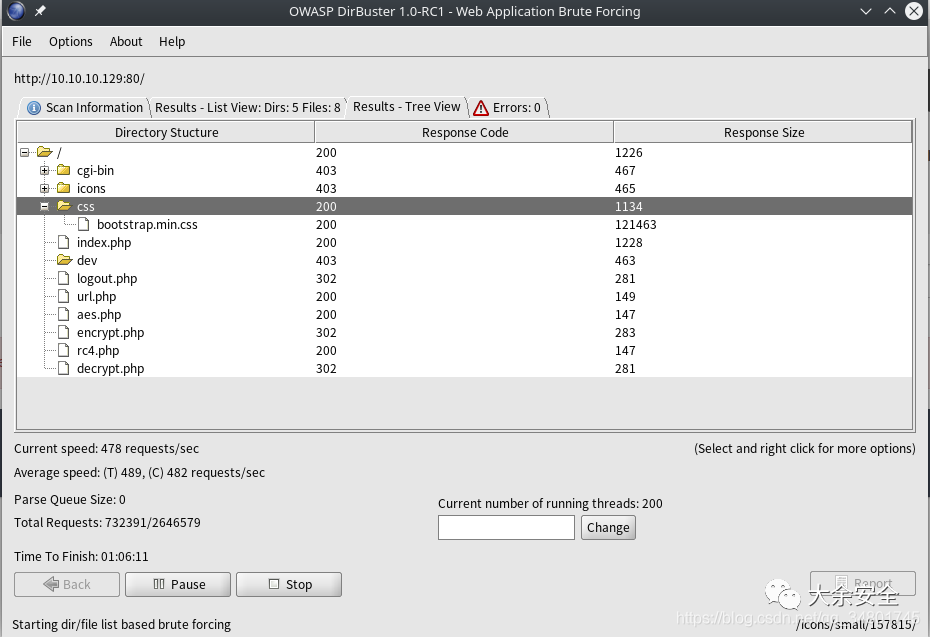 OWASP DirBuster 1.0-RC1 - Web Application Brute Forcing
File Options About Help
http://10.10.10.129:80/
Scan Information Results - List View: Dirs: 5 Files: 8 Results - Tree View Errors: 0
Directory Stucture Response Code Response Size
/ 200 1226
cgi-bin 403 467
icons 403 465
css 200 1134
bootstrap.min.css 200 121463
index.php 200 1228
dev 403 463
logout.php 302 281
url.php 200 149
aes.php 200 147
encrypt.php 302 283
rc4.php 200 147
decrypt.php 302 281
Current speed: 478 requests/sec (Select and right click for more options)
Average speed: (T) 489, (C) 482 requests/sec
Parse Queue Size: 0 Current number of running threads: 200
Total Requests: 732391/2646579 Change
Time To Finish: 01:06:11
Back Pause Stop Report
大余安全
Starting dir/file list based brute forcing /icons/small/157815/